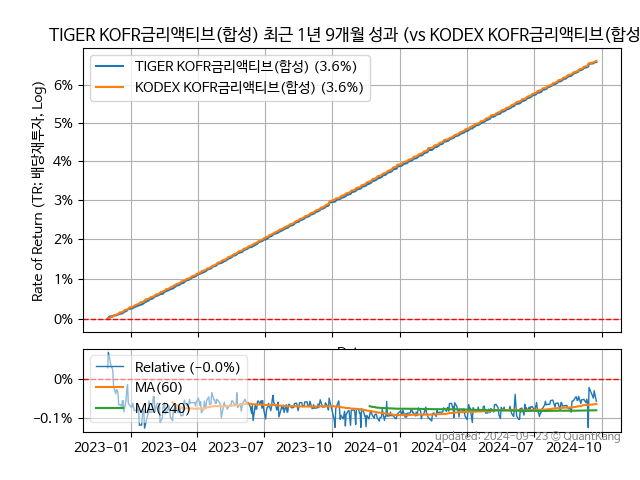 TIGER KOFR금리액티브(합성) 최근 1년 9개월 성과 (vs KODEX KOFR금리액티브(합성
TIGER KOFR금리액티브(합성) (3.6%)
KODEX KOFR금리액티브(합성) (3.6%)
Rate of Return (TR: 배당재투자, Log)
6%
5%
4%
3%
2%
1%
0%
Relative (−0.0%)
MA(60)
MA(240)
0%
−0.1%
updated: 2024-09-23 © QuantKang
2023−01 2023−04 2023−07 2023−10 2024−01 2024−04 2024−07 2024−10